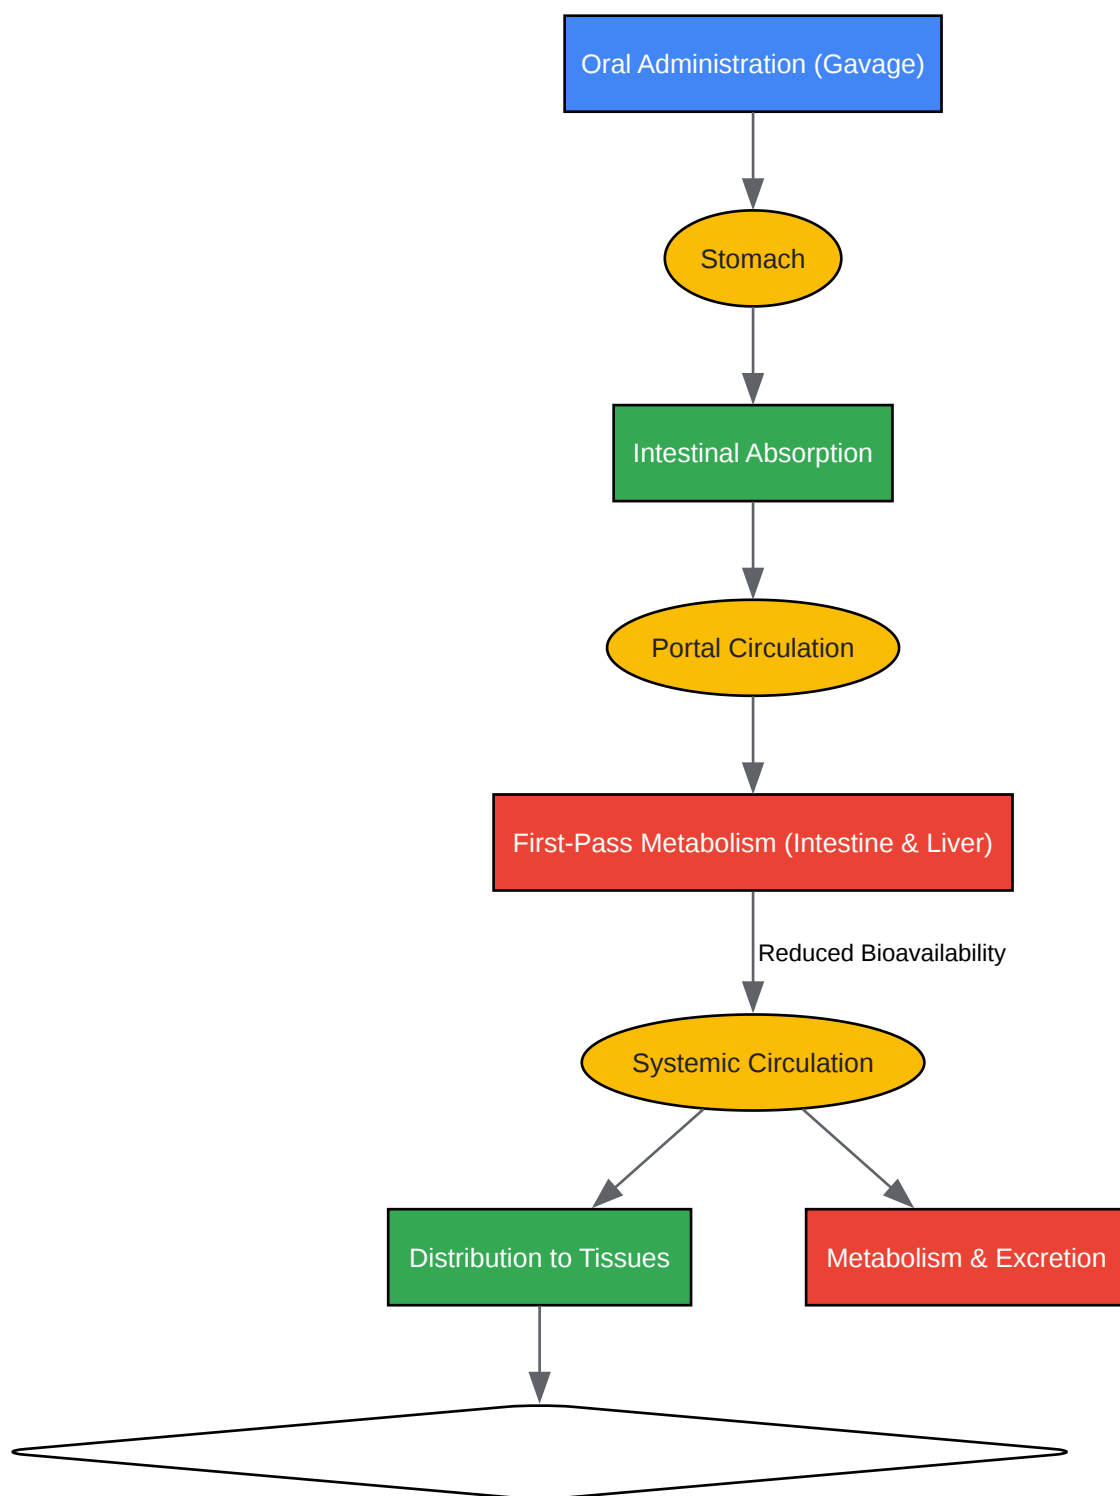 Oral Administration (Gavage)
Stomach
Intestinal Absorption
Portal Circulation
First-Pass Metabolism (Intestine & Liver)
Reduced Bioavailability
Systemic Circulation
Distribution to Tissues
Metabolism & Excretion